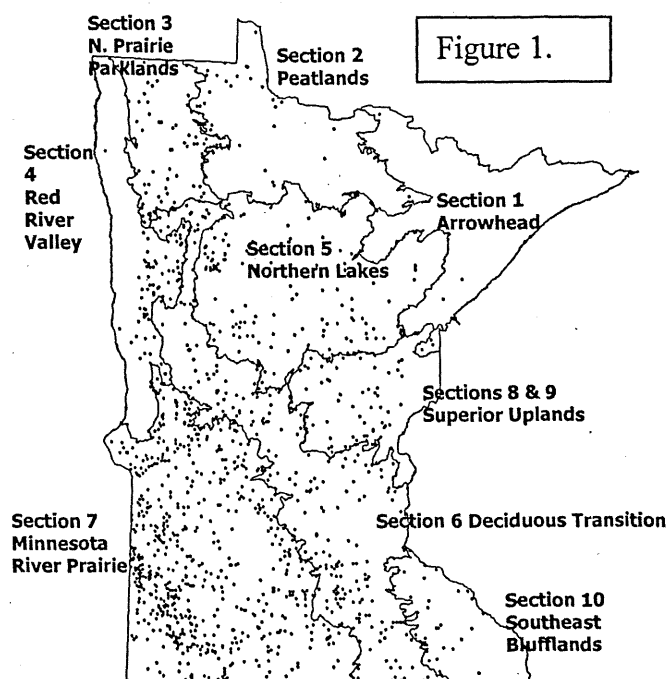 Section 3
N. Prairie
Parklands
Section 2
Peatlands
Figure 1.
Section
4
Red
River
Valley
Section 1
Arrowhead
Section 5
Northern Lakes
Sections 8 & 9
Superior Uplands
Section 7
Minnesota
River Prairie
Section 6 Deciduous Transition
Section 10
Southeast
Blufflands